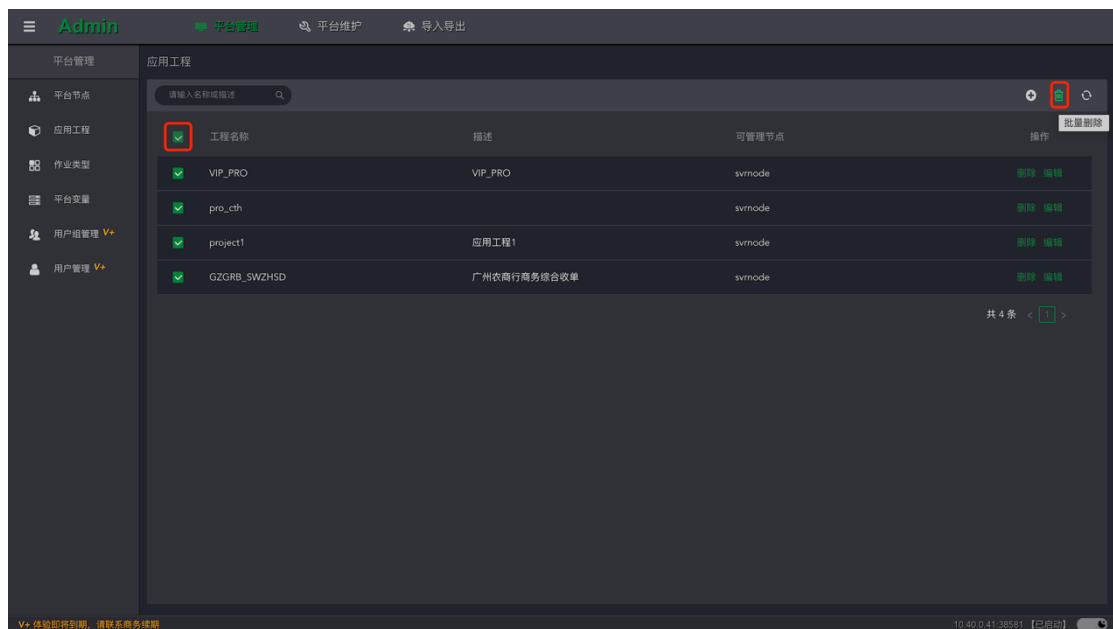 Admin 平台管理 平台维护 导入导出
平台管理 应用工程
平台节点 请输入名称或描述
批量删除
应用工程 工程名称 描述 可管理节点 操作
作业类型 VIP_PRO VIP_PRO svrnode 删除 编辑
平台变量 pro_cth svrnode 删除 编辑
用户组管理 V+ project1 应用工程1 svrnode 删除 编辑
用户管理 V+ GZGRB_SWZHSD 广州农商行商务综合收单 svrnode 删除 编辑
共 4 条 < 1 >
V+ 体验即将到期，请联系商务续期 10.40.0.41:38581 【已启动】